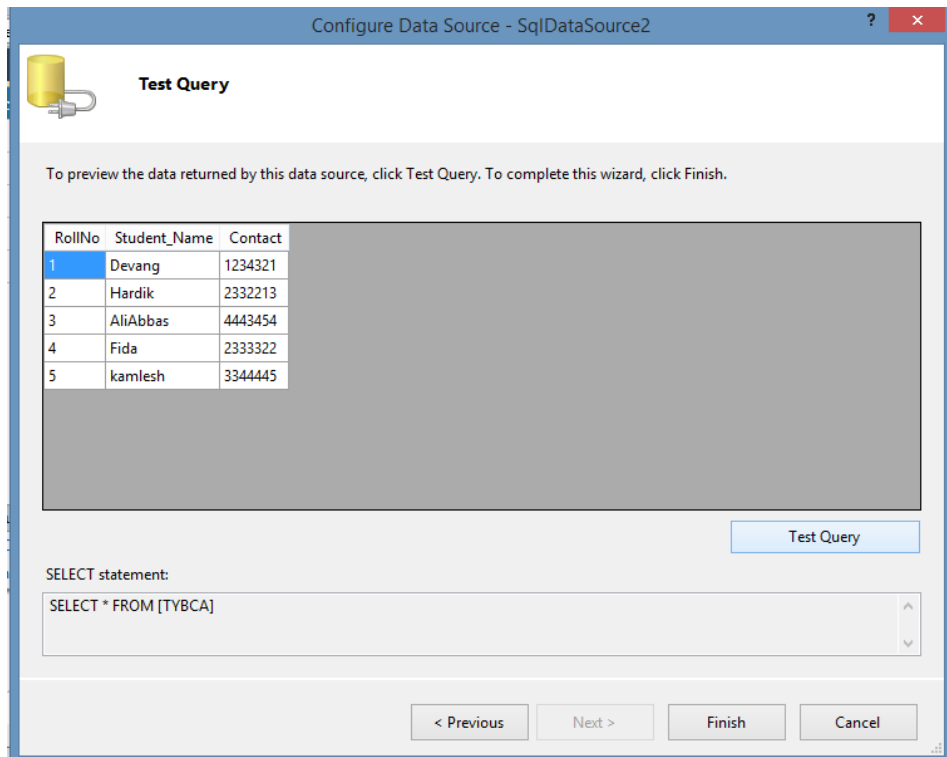 Configure Data Source - SqlDataSource2
?
Test Query
To preview the data returned by this data source, click Test Query. To complete this wizard, click Finish.
RollNo Student_Name Contact
1 Devang 1234321
2 Hardik 2332213
3 AliAbbas 4443454
4 Fida 2333322
5 kamlesh 3344445
Test Query
SELECT statement:
SELECT * FROM [TYBCA]
< Previous Next > Finish Cancel